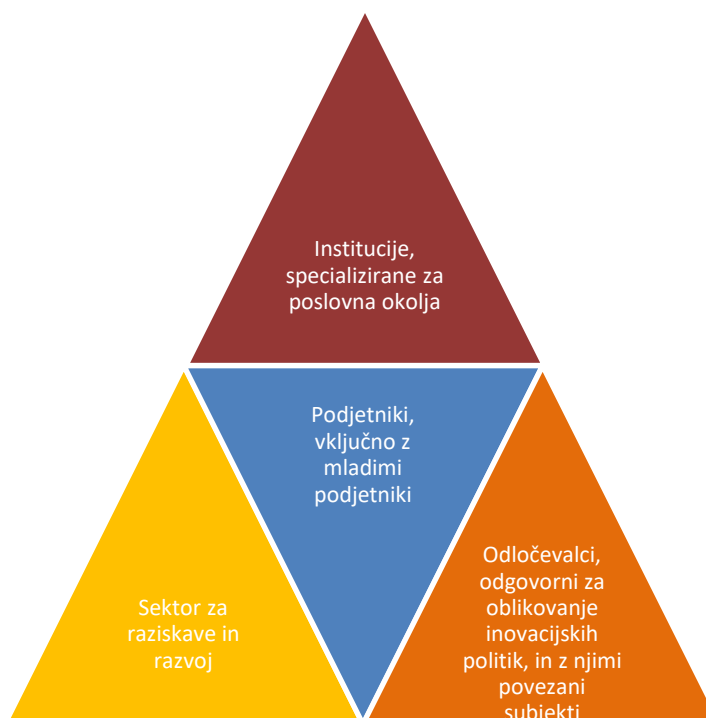 Institucije,
specializirane za
poslovna okolja
Podjetniki,
vključno z
mladimi
podjetniki
Sektor za
raziskave in
razvoj
Odločevalci,
odgovorni za
oblikovanje
inovacijskih
politik, in z njimi
povezani
subjekti